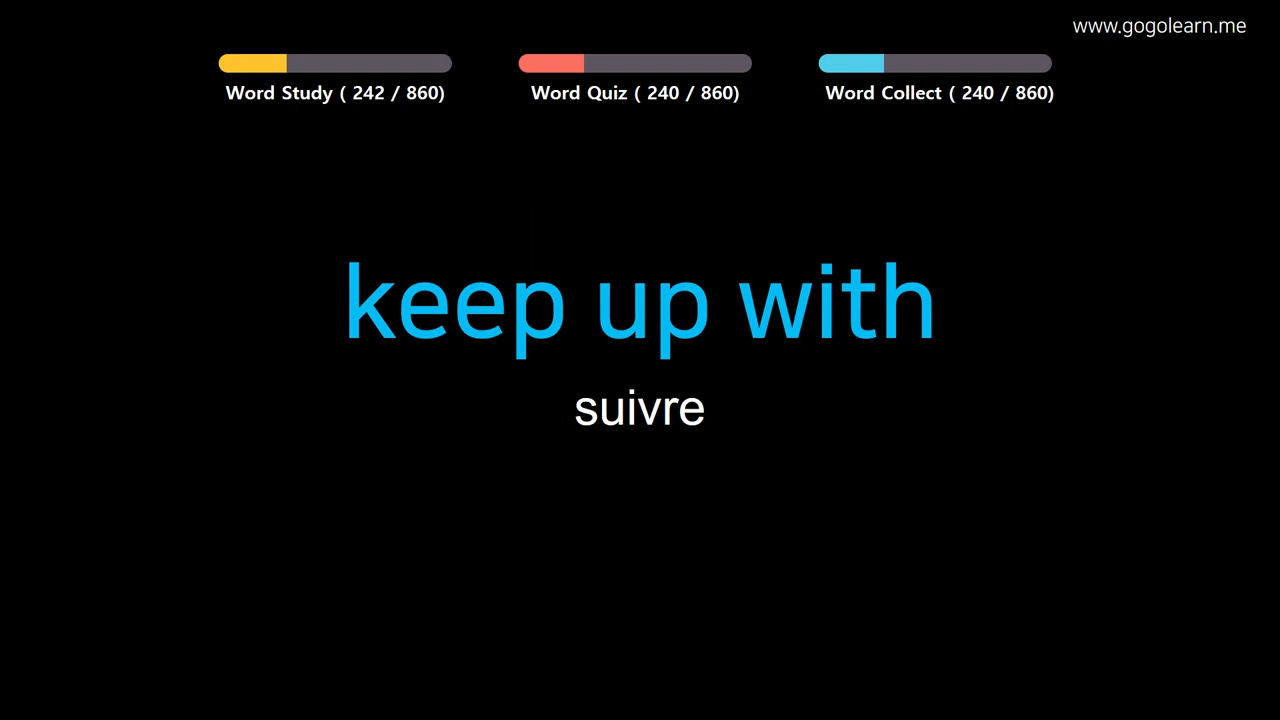 www.gogolearn.me
Word Study ( 242 / 860)
Word Quiz ( 240 / 860)
Word Collect ( 240 / 860)
keep up with
suivre